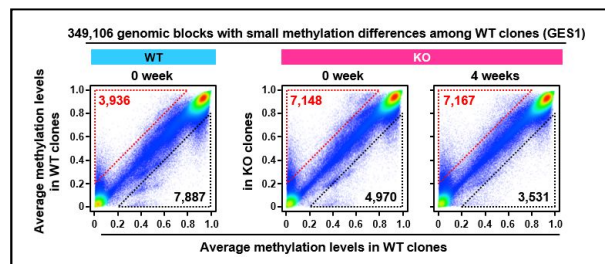 349,106 genomic blocks with small methylation differences among WT clones (GES1)
WT
KO
0 week
0 week
4 weeks
Average methylation levels
in WT clones
in KO clones
1.0
0.8
0.6
0.4
0.2
0
3,936
7,887
7,148
4,970
7,167
3,531
0 0.2 0.4 0.6 0.8 1.0
0 0.2 0.4 0.6 0.8 1.0
0 0.2 0.4 0.6 0.8 1.0
1.0
0.8
0.6
0.4
0.2
0
1.0
0.8
0.6
0.4
0.2
0
Average methylation levels in WT clones